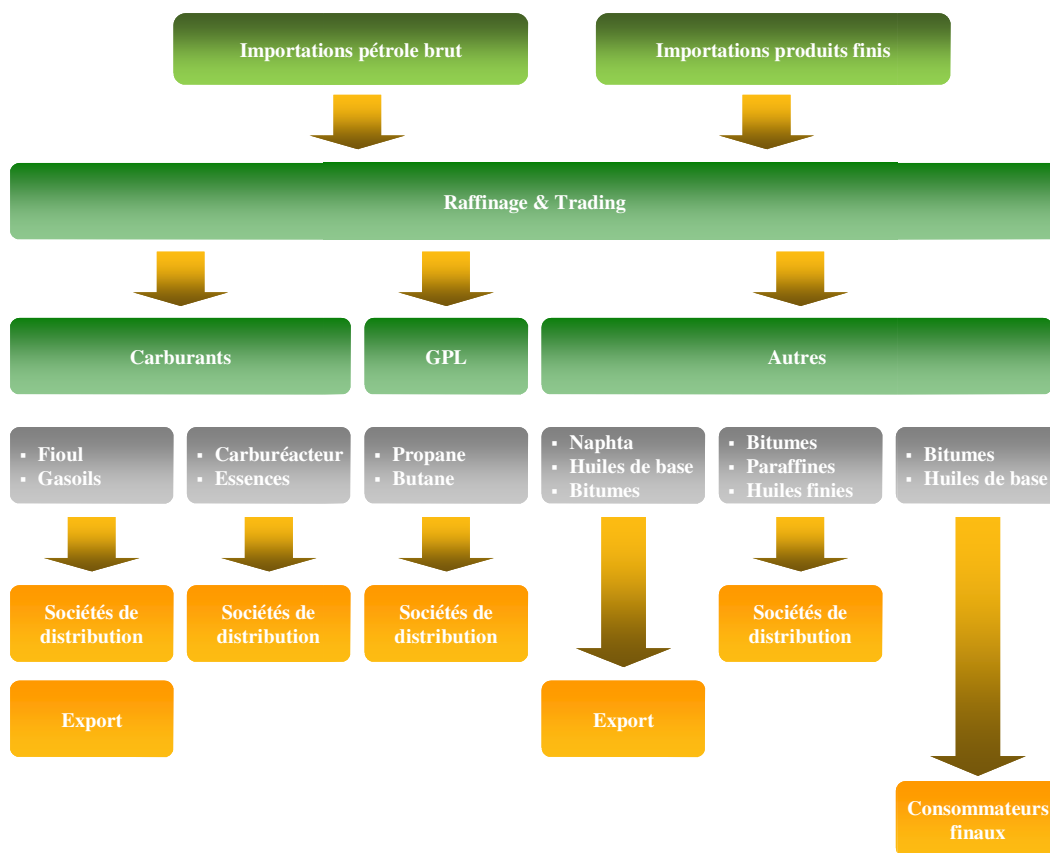 Importations pétrole brut
Importations produits finis
Raffinage & Trading
Carburants
GPL
Autres
▪ Fioul
▪ Gasoils
▪ Carburéacteur
▪ Essences
▪ Propane
▪ Butane
▪ Naphta
▪ Huiles de base
▪ Bitumes
▪ Bitumes
▪ Paraffines
▪ Huiles finies
▪ Bitumes
▪ Huiles de base
Sociétés de
distribution
Sociétés de
distribution
Sociétés de
distribution
Sociétés de
distribution
Export
Export
Consommateurs
finaux